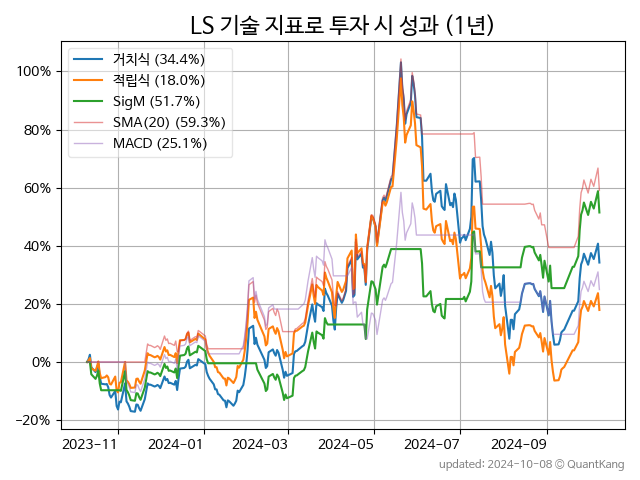 LS 기술 지표로 투자 시 성과 (1년)
거치식 (34.4%)
적립식 (18.0%)
SigM (51.7%)
SMA(20) (59.3%)
MACD (25.1%)
100%
80%
60%
40%
20%
0%
−20%
2023-11 2024-01 2024-03 2024-05 2024-07 2024-09
updated: 2024-10-08 © QuantKang